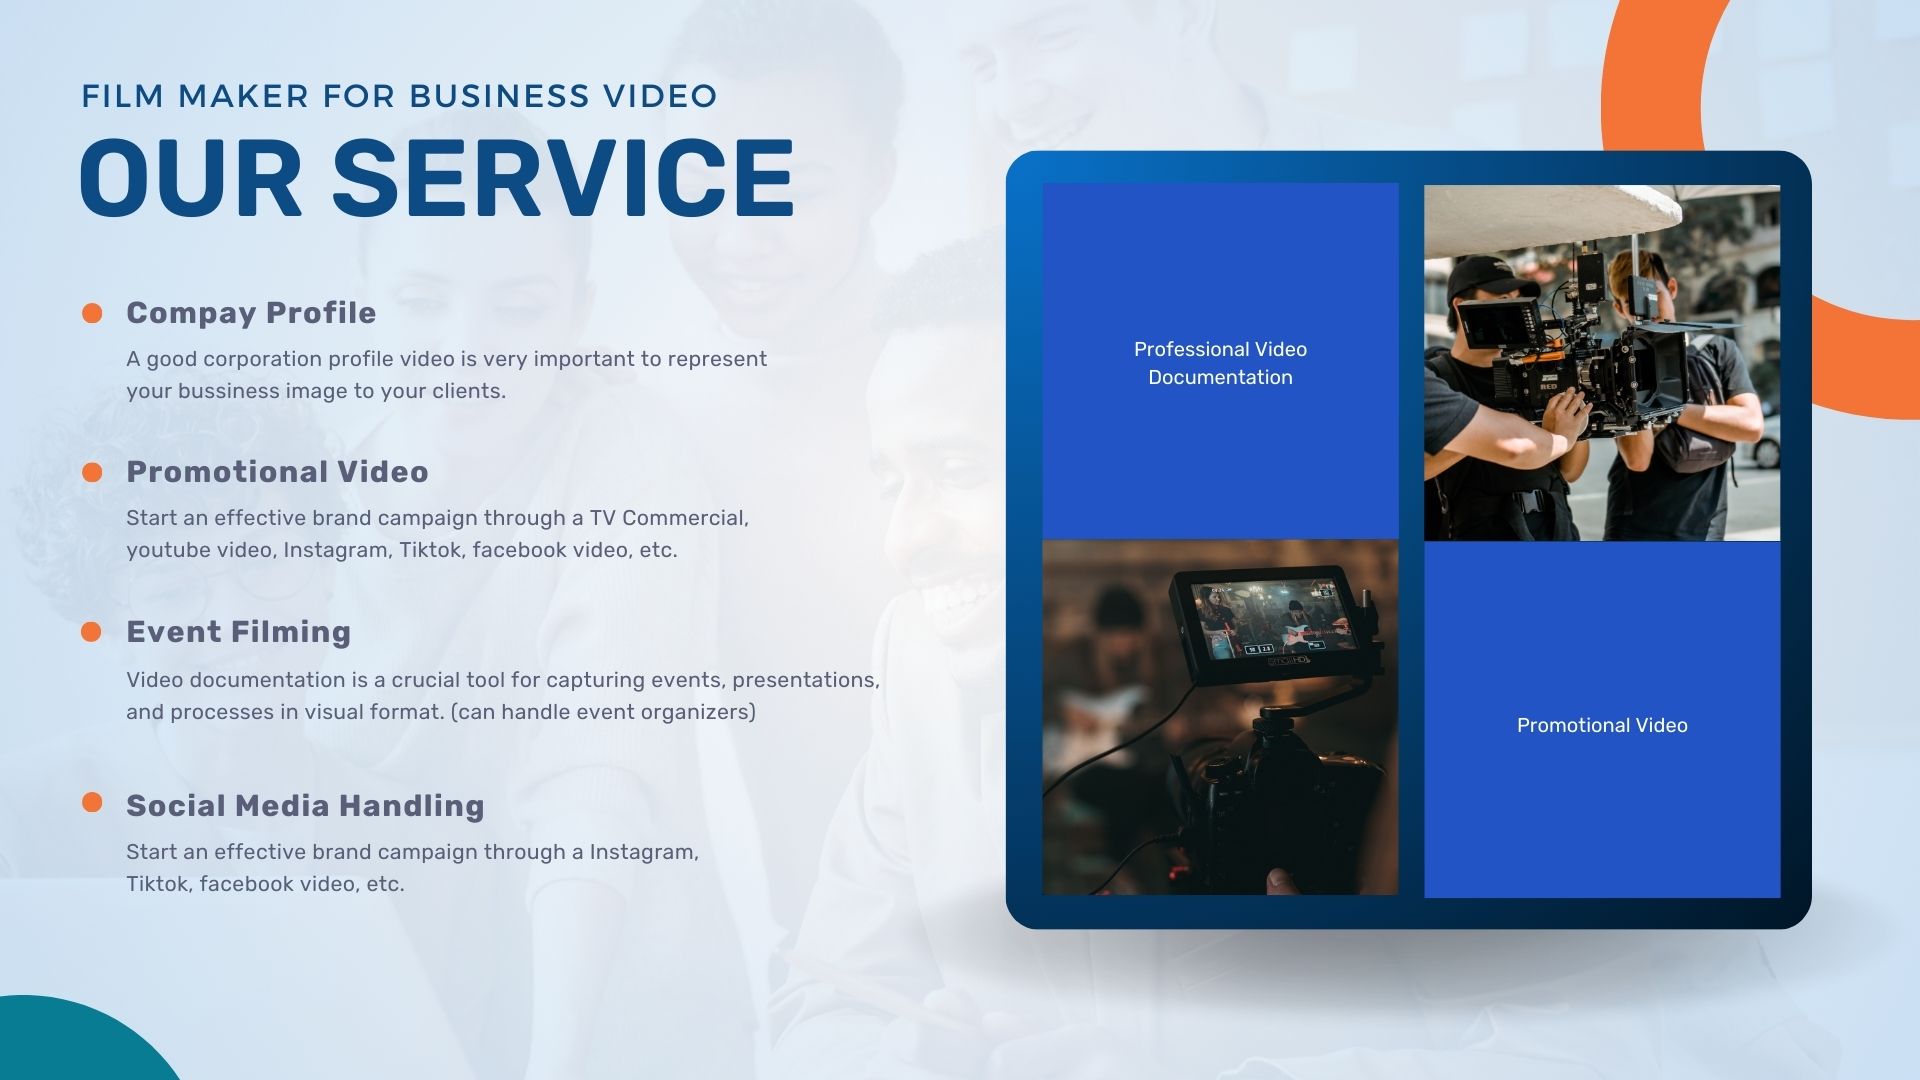 FILM MAKER FOR BUSINESS VIDEO
OUR SERVICE
Compay Profile
A good corporation profile video is very important to represent
your bussiness image to your clients.
Promotional Video
Start an effective brand campaign through a TV Commercial,
youtube video, Instagram, Tiktok, facebook video, etc.
Event Filming
Video documentation is a crucial tool for capturing events, presentations,
and processes in visual format. (can handle event organizers)
Social Media Handling
Start an effective brand campaign through a Instagram,
Tiktok, facebook video, etc.
Professional Video
Documentation
RED
smallHD
Promotional Video